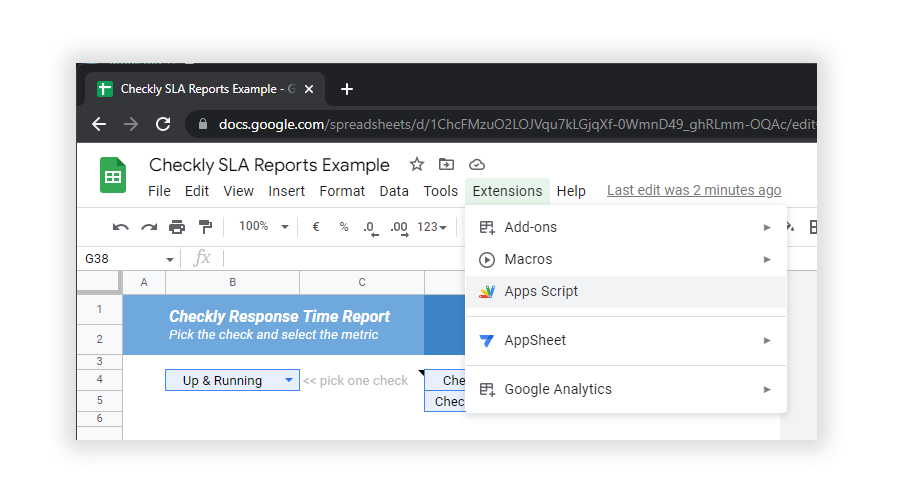 Checkly SLA Reports Example - G
docs.google.com/spreadsheets/d/1ChcFMzuO2LOJVqu7kLGjqXf-0WmnD49_ghRLmm-OQAc/edit
Checkly SLA Reports Example
File Edit View Insert Format Data Tools Extensions Help Last edit was 2 minutes ago
100% € % .0 .00 123
Add-ons
G38 fx
Macros
A B C
Apps Script
1 Checkly Response Time Report
2 Pick the check and select the metric
AppSheet
3
4 Up & Running << pick one check Che
Google Analytics
5 Chec
6